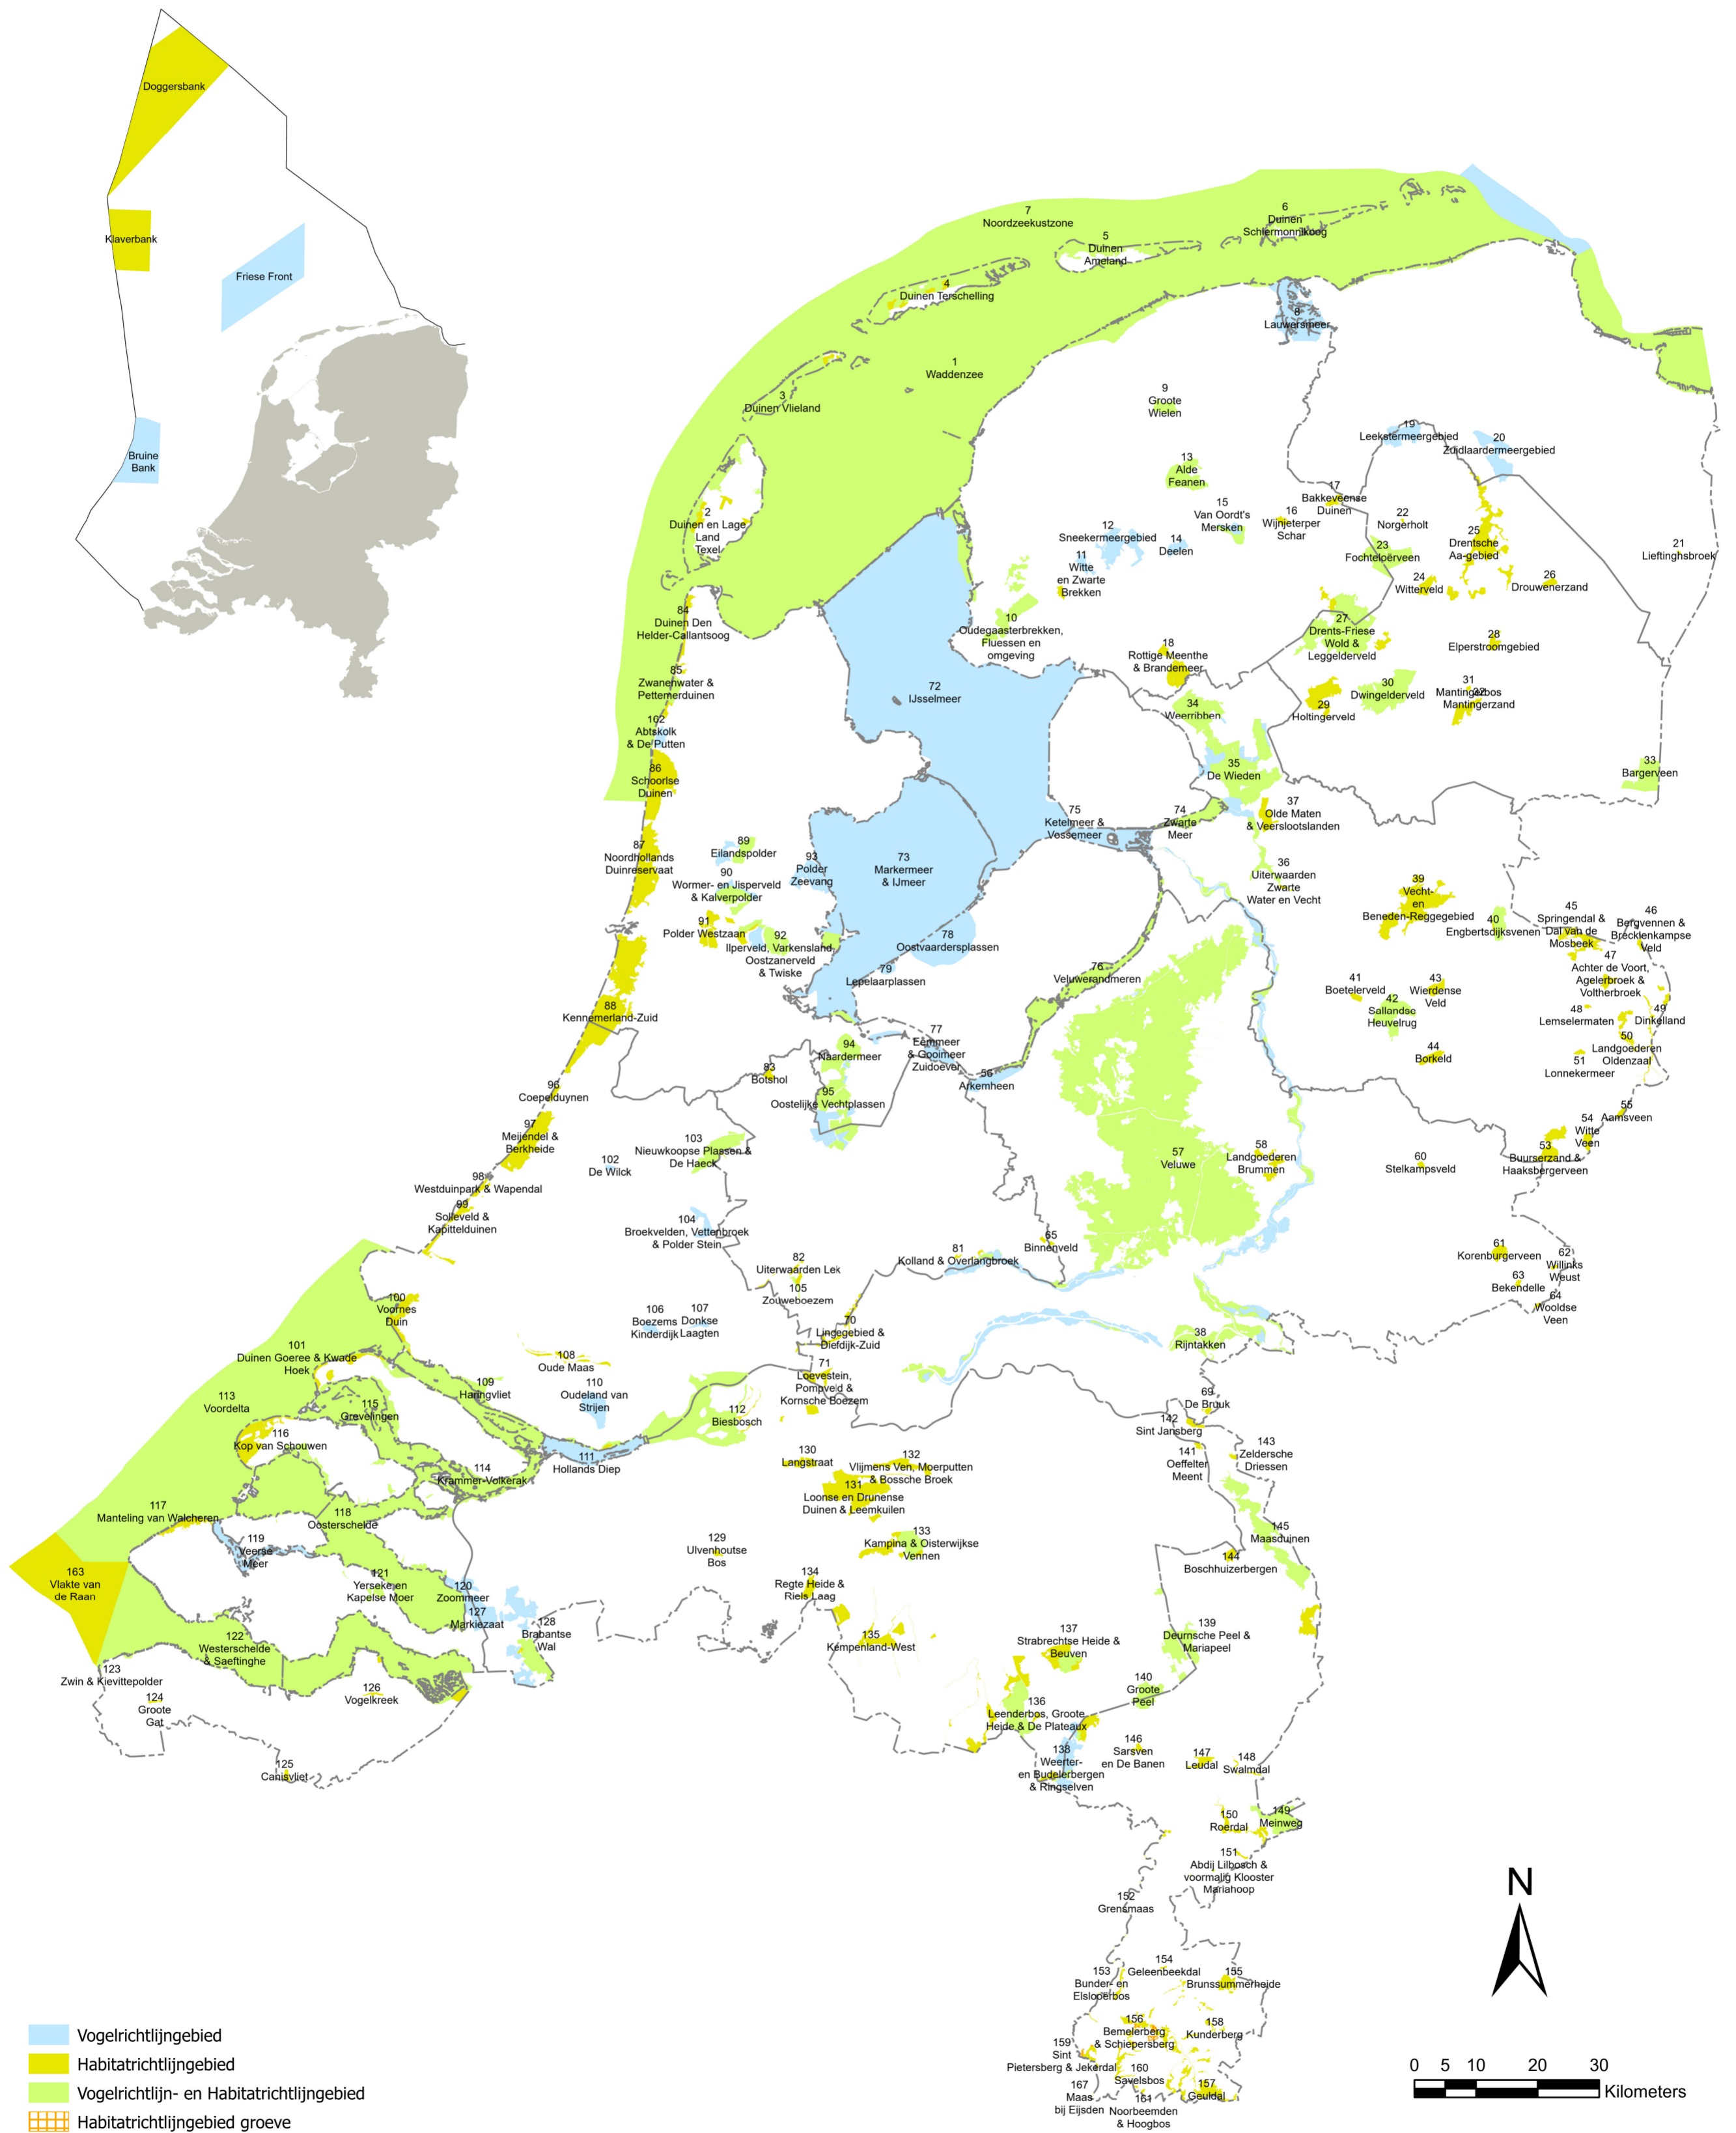 Doggersbank
Klaverbank
Friese Front
Bruine
Bank
7
Noordzeekustzone
6
Duinen
Schiermonnikoog
5
Duinen
Ameland
4
Duinen Terschelling
8
Lauwersmeer
1
Waddenzee
3
Duinen Vlieland
9
Groote
Wielen
19
Leekstermeergebied
20
Zuidlaardermeergebied
13
Alde
Feanen
17
Bakkeveense
Duinen
2
Duinen en Lage
Land
Texel
15
Van Oordt's
Mersken
16
Wijnjeterper
Schar
22
Norgerholt
12
Sneekermeergebied
14
Deelen
25
Drentsche
Aa-gebied
21
Lieftinghsbroek
23
Fochteloërveen
11
Witte
en Zwarte
Brekken
24
Witterveld
26
Drouwenerzand
84
Duinen Den
Helder-Callantsoog
10
Oudegaasterbrekken,
Fluessen en
omgeving
27
Drents-Friese
Wold &
Leggelderveld
28
Elperstroomgebied
18
Rottige Meenthe
& Brandemeer
85
Zwanenwater &
Pettemerduinen
72
IJsselmeer
30
Dwingelderveld
31
Mantingerbos
32
Mantingerzand
29
Holtingerveld
34
Weerribben
162
Abtskolk
& De Putten
86
Schoorlse
Duinen
35
De Wieden
33
Bargerveen
37
Olde Maten
& Veerslootslanden
75
Ketelmeer &
Vossemeer
74
Zwarte
Meer
87
Noordhollands
Duinreservaat
89
Eilandspolder
93
Polder
Zeevang
73
Markermeer
& IJmeer
36
Uiterwaarden
Zwarte
Water en Vecht
90
Wormer- en Jisperveld
& Kalverpolder
39
Vecht-
en
Beneden-Reggegebied
40
Engbertsdijksvenen
45
Springendal &
Dal van de
Mosbeek
46
Bergvennen &
Brecklenkampse
Veld
91
Polder Westzaan
92
Ilperveld, Varkensland,
Oostzanerveld
& Twiske
78
Oostvaardersplassen
79
Lepelaarplassen
76
Veluwerandmeren
47
Achter de Voort,
Agelerbroek &
Voltherbroek
41
Boetelerveld
43
Wierdense
Veld
42
Sallandse
Heuvelrug
48
Lemselermaten
49
Dinkelland
88
Kennemerland-Zuid
50
Landgoederen
Oldenzaal
44
Borkeld
51
Lonnekermeer
77
Eemmeer
& Gooimeer
Zuidoever
94
Naardermeer
83
Botshol
56
Arkemheen
96
Coepelduynen
95
Oostelijke Vechtplassen
55
Aamsveen
54
Witte
Veen
53
Buurserzand &
Haaksbergerveen
97
Meijendel &
Berkheide
103
Nieuwkoopse Plassen &
De Haeck
102
De Wilck
57
Veluwe
58
Landgoederen
Brummen
60
Stelkampsveld
98
Westduinpark & Wapendal
99
Solleveld &
Kapittelduinen
104
Broekvelden, Vettenbroek
& Polder Stein
65
Binnenveld
81
Kolland & Overlangbroek
82
Uiterwaarden Lek
105
Zouweboezem
61
Korenburgerveen
62
Willinks
Weust
63
Bekendelle
64
Wooldse
Veen
100
Voornes
Duin
106
Boezems
Kinderdijk
107
Donkse
Laagten
70
Lingegebied &
Diefdijk-Zuid
38
Rijntakken
101
Duinen Goeree & Kwade
Hoek
108
Oude Maas
71
Loevestein,
Pompveld &
Kornsche Boezem
109
Haringvliet
110
Oudeland van
Strijen
113
Voordelta
115
Grevelingen
112
Biesbosch
69
De Bruuk
142
Sint Jansberg
116
Kop van Schouwen
111
Hollands Diep
141
Oeffelter
Meent
143
Zeldersche
Driessen
130
Langstraat
132
Vlijmens Ven, Moerputten
& Bossche Broek
114
Krammer-Volkerak
131
Loonse en Drunense
Duinen & Leemkuilen
117
Manteling van Walcheren
118
Oosterschelde
119
Veerse
Meer
129
Ulvenhoutse
Bos
133
Kampina & Oisterwijkse
Vennen
145
Maasduinen
144
Boschhuizerbergen
163
Vlakte van
de Raan
121
Yerseke en
Kapelse Moer
120
Zoommeer
134
Regte Heide &
Riels Laag
127
Markiezaat
128
Brabantse
Wal
122
Westerschelde
& Saeftinghe
135
Kempenland-West
137
Strabrechtse Heide &
Beuven
139
Deurnsche Peel &
Mariapeel
123
Zwin & Kievittepolder
126
Vogelkreek
124
Groote
Gat
140
Groote
Peel
136
Leenderbos, Groote
Heide & De Plateaux
125
Canisvliet
138
Weerter-
en Budelerbergen
& Ringselven
146
Sarsven
en De Banen
147
Leudal
148
Swalmdal
150
Roerdal
149
Meinweg
151
Abdij Lilbosch &
voormalig Klooster
Mariahoop
152
Grensmaas
154
Geleenbeekdal
153
Bunder- en
Elslooerbos
155
Brunssummerheide
156
Bemelerberg
& Schiepersberg
158
Kunderberg
159
Sint
Pietersberg & Jekerdal
160
Savelsbos
157
Geuldal
167
Maas
bij Eijsden
161
Noorbeemden
& Hoogbos
N
0 5 10 20 30
Kilometers
Vogelrichtlijngebied
Habitatrichtlijngebied
Vogelrichtlijn- en Habitatrichtlijngebied
Habitatrichtlijngebied groeve